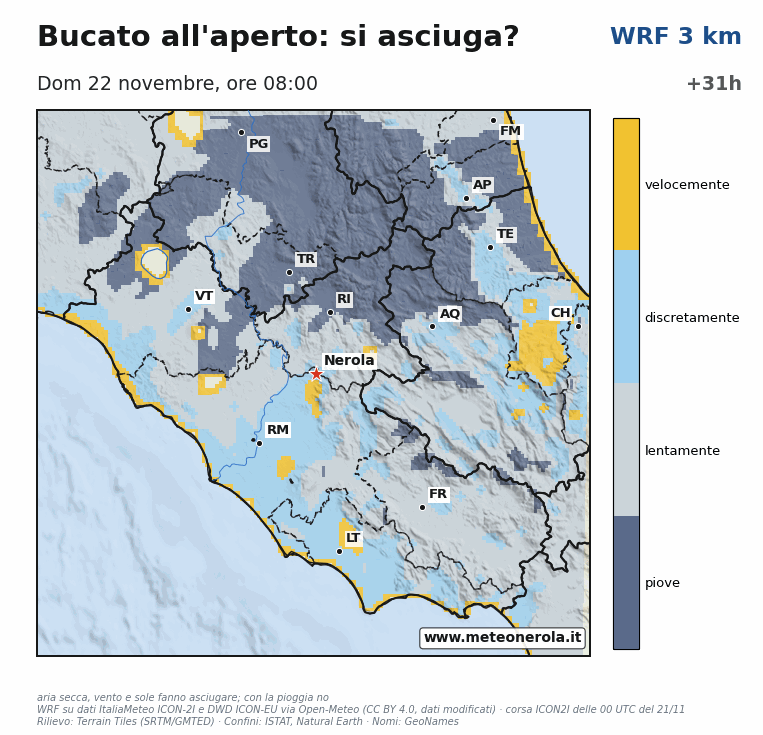 Bucato all'aperto: si asciuga?
WRF 3 km
Dom 22 novembre, ore 08:00
+31h
FM
PG
AP
TE
TR
VT
RI
AQ
CH
Nerola
RM
FR
LT
velocemente
discretamente
lentamente
piove
www.meteonerola.it
aria secca, vento e sole fanno asciugare; con la pioggia no
WRF su dati ItaliaMeteo ICON-2I e DWD ICON-EU via Open-Meteo (CC BY 4.0, dati modificati) · corsa ICON2I delle 00 UTC del 21/11
Rilievo: Terrain Tiles (SRTM/GMTED) · Confini: ISTAT, Natural Earth · Nomi: GeoNames